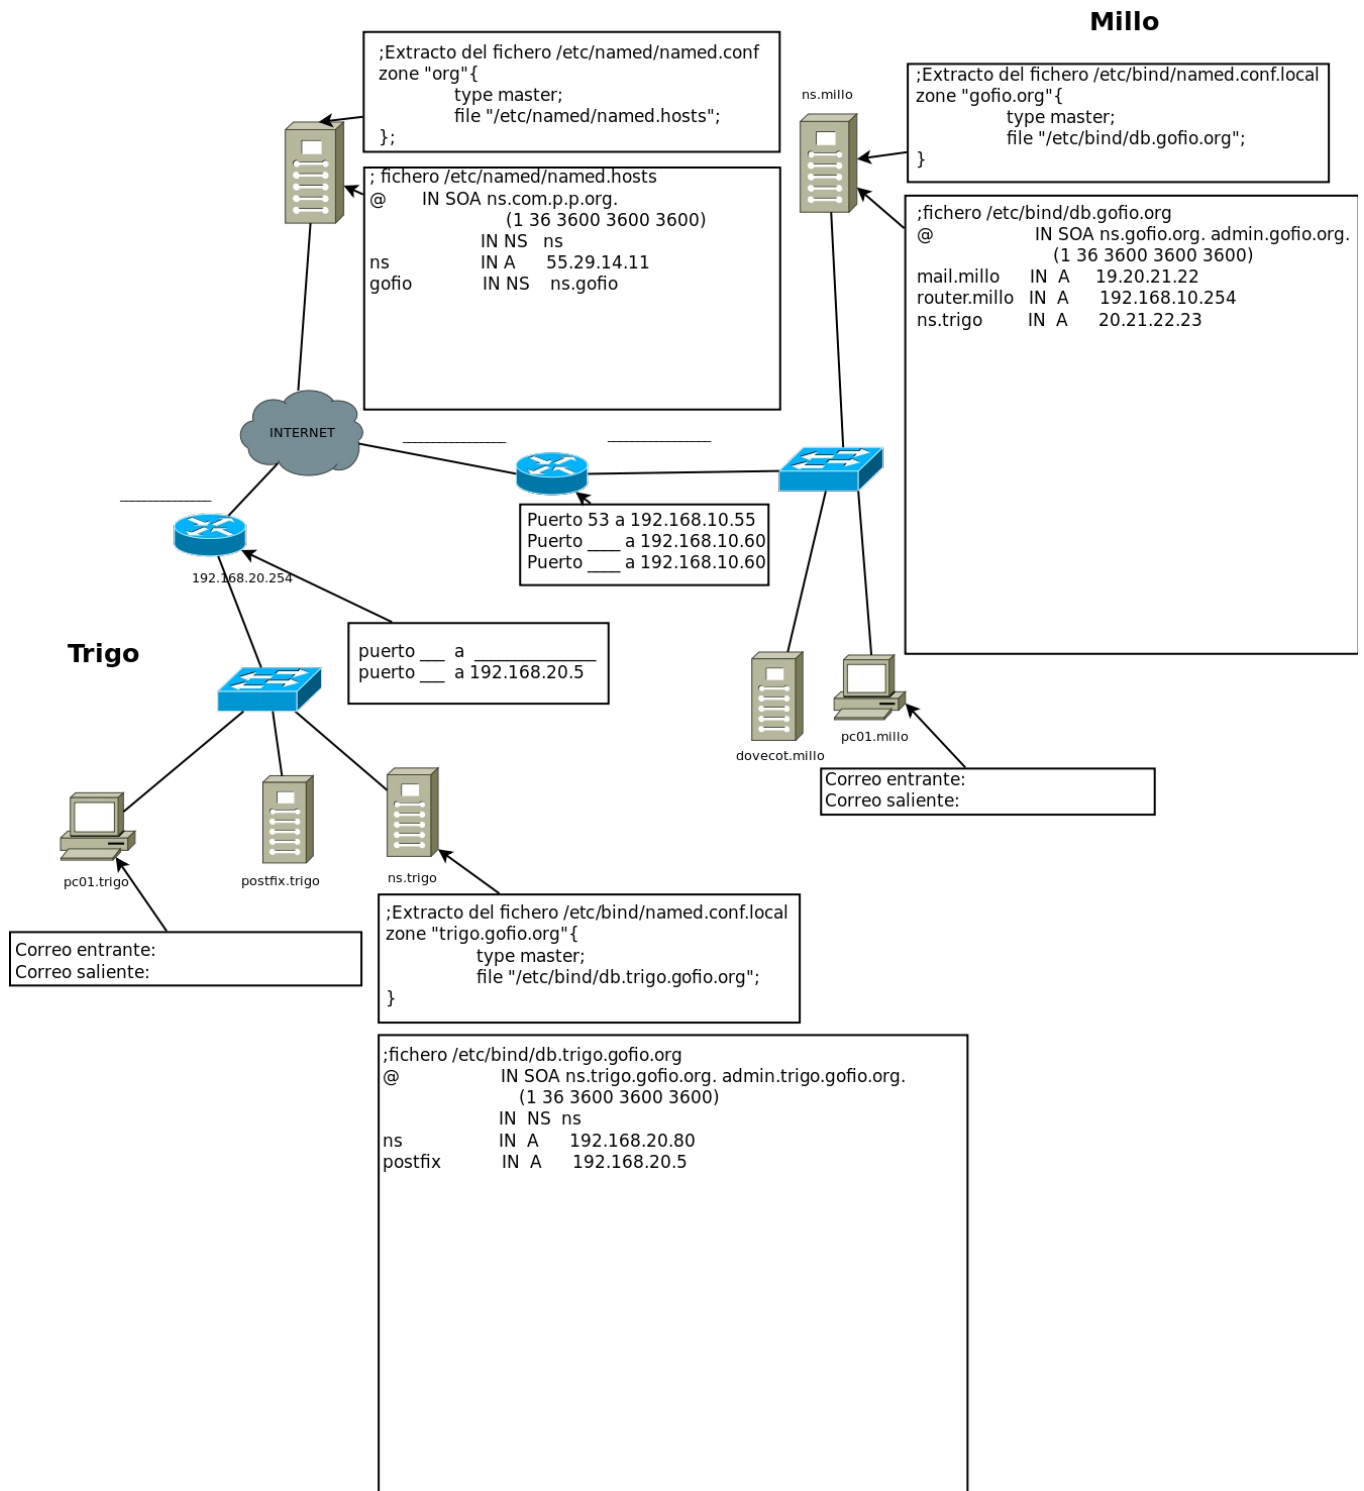 Millo
;Extracto del fichero /etc/named/named.conf
zone "org"{
type master;
file "/etc/named/named.hosts";
};
; fichero /etc/named/named.hosts
@ IN SOA ns.com.p.p.org.
(1 36 3600 3600 3600)
IN NS ns
ns IN A 55.29.14.11
gofio IN NS ns.gofio
ns.millo
;Extracto del fichero /etc/bind/named.conf.local
zone "gofio.org"{
type master;
file "/etc/bind/db.gofio.org";
}
;fichero /etc/bind/db.gofio.org
@ IN SOA ns.gofio.org. admin.gofio.org.
(1 36 3600 3600 3600)
mail.millo IN A 19.20.21.22
router.millo IN A 192.168.10.254
ns.trigo IN A 20.21.22.23
INTERNET
_______________ _______________
_______________
Puerto 53 a 192.168.10.55
Puerto ____ a 192.168.10.60
Puerto ____ a 192.168.10.60
192.168.20.254
Trigo
puerto ___ a ______________
puerto ___ a 192.168.20.5
dovecot.millo
pc01.millo
Correo entrante:
Correo saliente:
pc01.trigo
postfix.trigo
ns.trigo
Correo entrante:
Correo saliente:
;Extracto del fichero /etc/bind/named.conf.local
zone "trigo.gofio.org"{
type master;
file "/etc/bind/db.trigo.gofio.org";
}
;fichero /etc/bind/db.trigo.gofio.org
@ IN SOA ns.trigo.gofio.org. admin.trigo.gofio.org.
(1 36 3600 3600 3600)
IN NS ns
ns IN A 192.168.20.80
postfix IN A 192.168.20.5